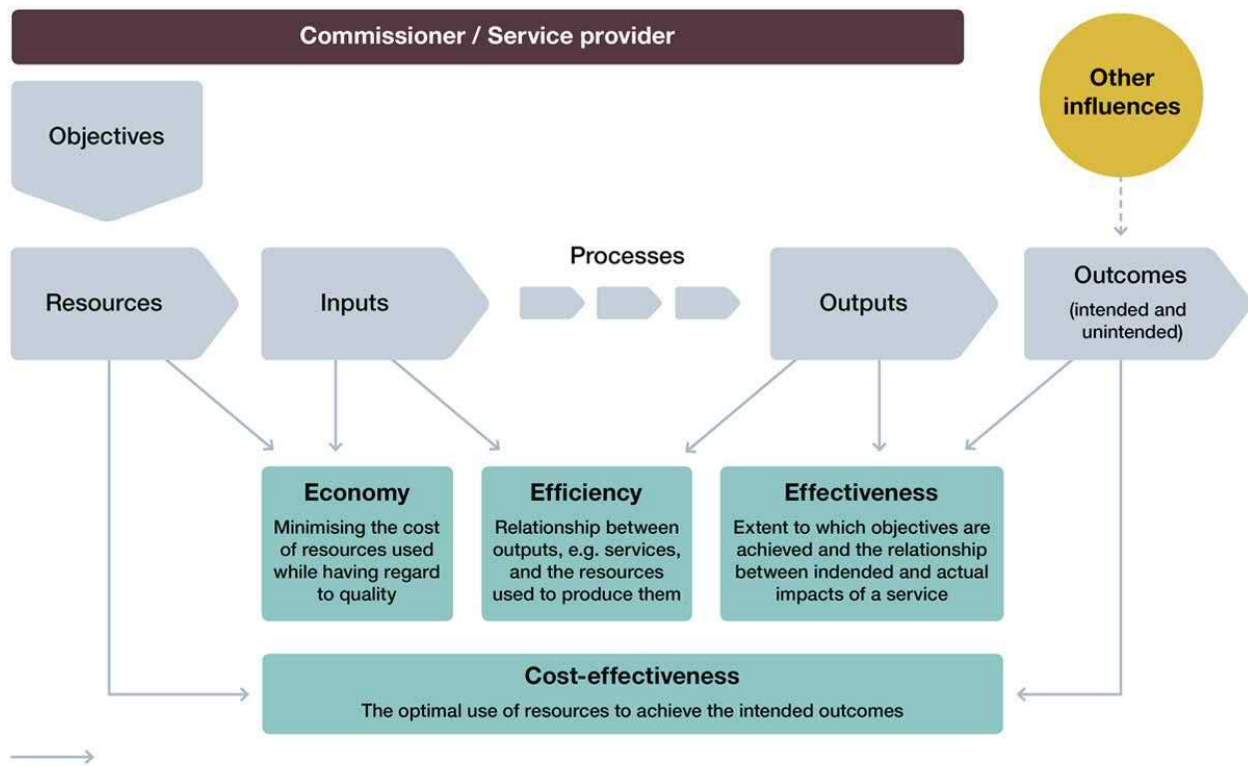 Commissioner / Service provider
Other
influences
Objectives
Resources
Inputs
Processes
Outputs
Outcomes
(intended and
unintended)
Economy
Minimising the cost
of resources used
while having regard
to quality
Efficiency
Relationship between
outputs, e.g. services,
and the resources
used to produce them
Effectiveness
Extent to which objectives are
achieved and the relationship
between indended and actual
impacts of a service
Cost-effectiveness
The optimal use of resources to achieve the intended outcomes